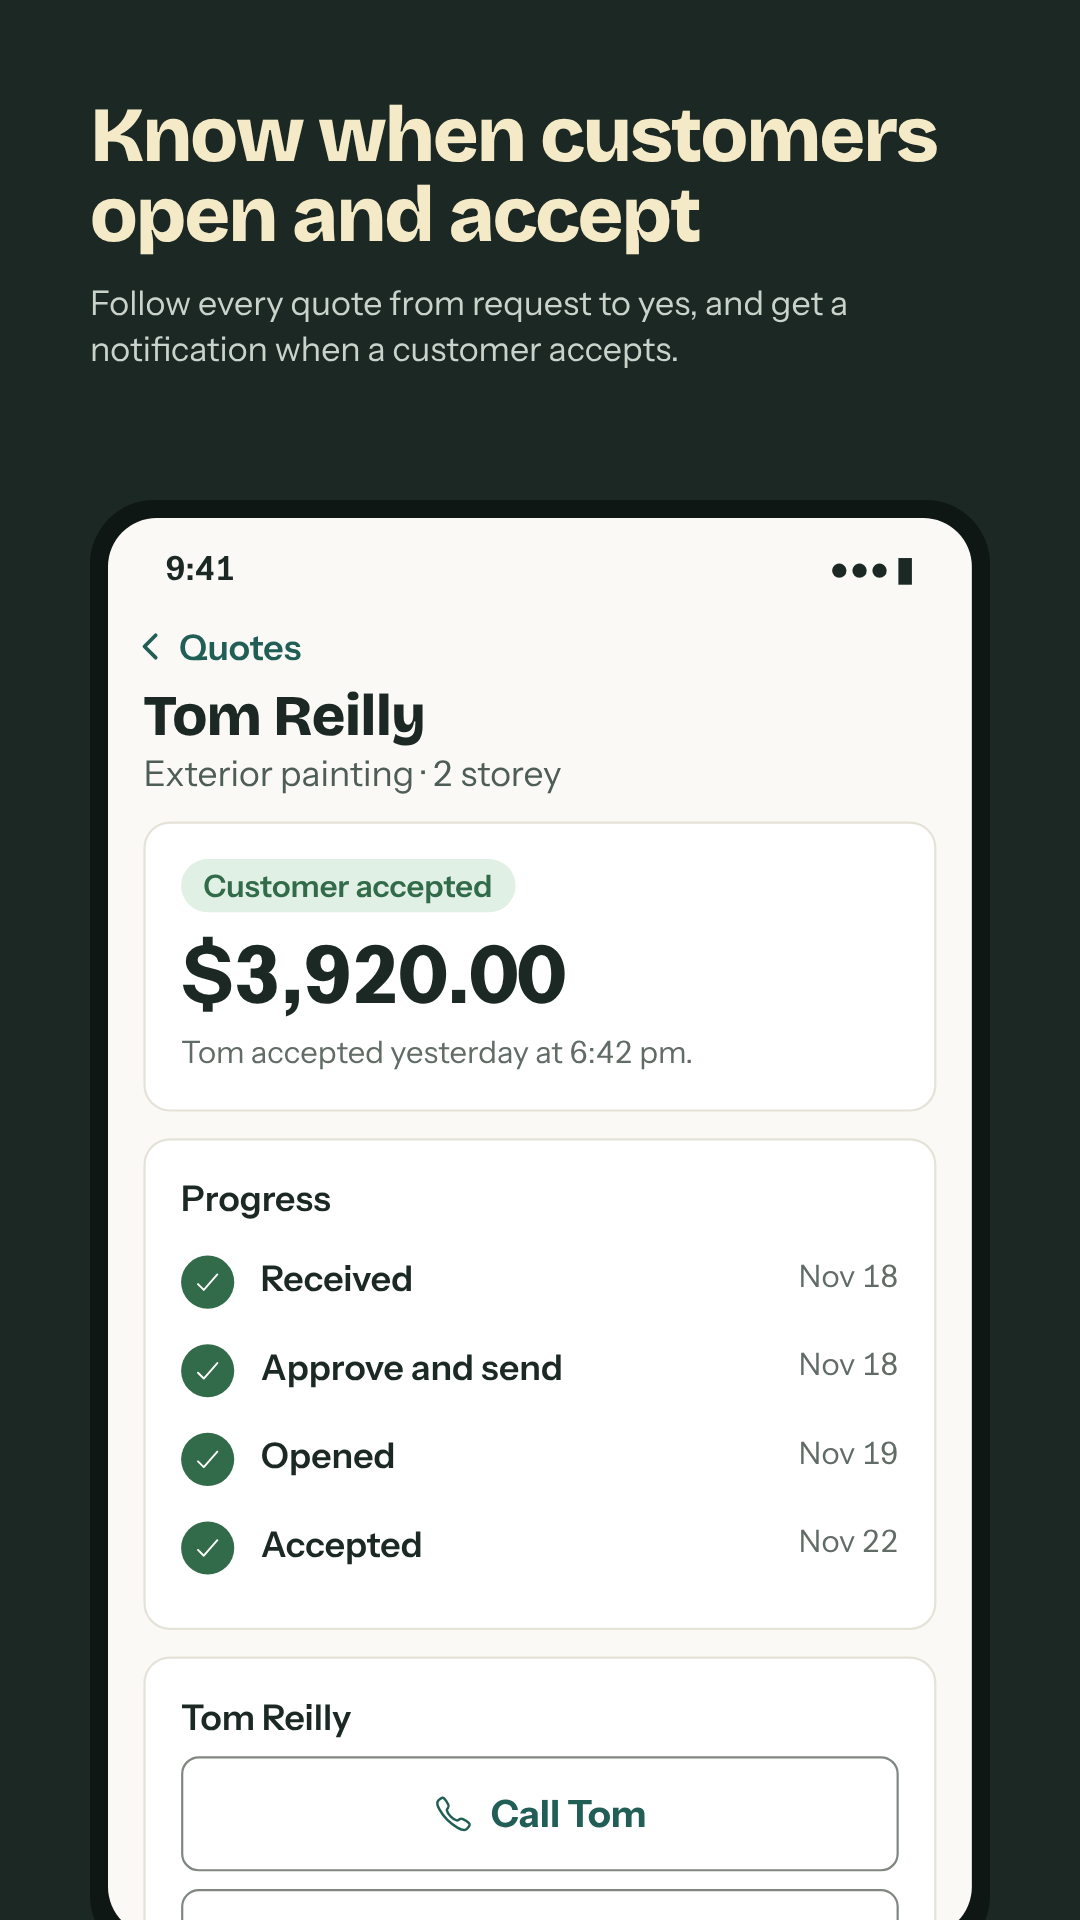 Know when customers
open and accept
Follow every quote from request to yes, and get a
notification when a customer accepts.
9:41
Quotes
Tom Reilly
Exterior painting · 2 storey
Customer accepted
$3,920.00
Tom accepted yesterday at 6:42 pm.
Progress
Received Nov 18
Approve and send Nov 18
Opened Nov 19
Accepted Nov 22
Tom Reilly
Call Tom